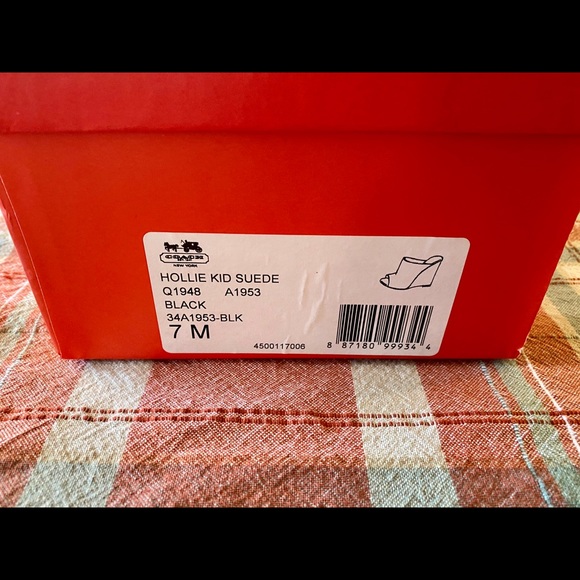 COACH
NEW YORK
HOLLIE KID SUEDE
Q1948 A1953
BLACK
34A1953-BLK
7 M
4500117006
8 87180 99934 4